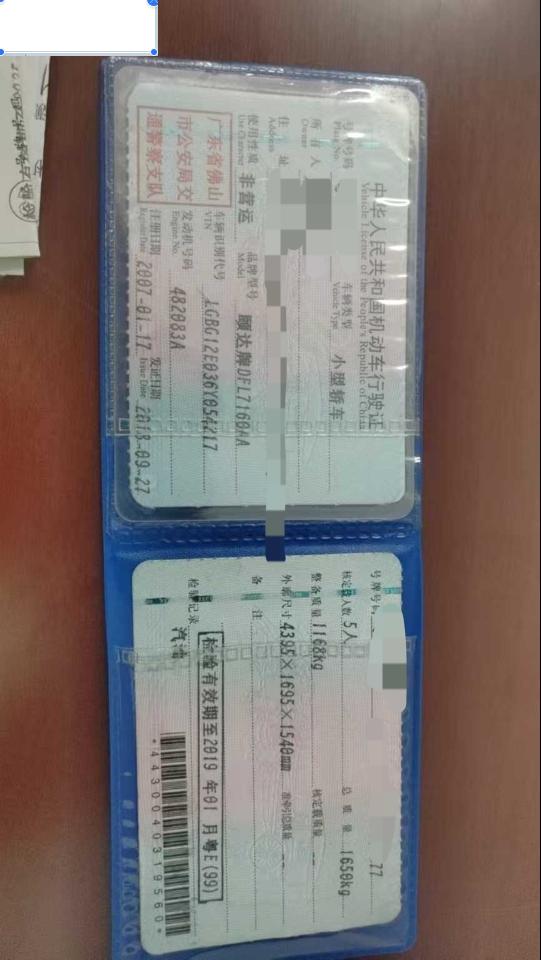 中华人民共和国机动车行驶证
Vehicle License of the People's Republic of China
号牌号码
Plate No.
车辆类型 小型轿车
Vehicle Type
所有人
Owner
住址
Address
使用性质 非营运
Use Character
品牌型号 颐达牌DFL7160AA
Model
广东省佛山
市公安局交
通警察支队
车辆识别代号 LGBG12E036Y054217
VIN
发动机号码 482083A
Engine No.
注册日期 2007-01-17
Register Date
发证日期 2013-09-27
Issue Date
号牌号
核定载人数 5人
总质量 1650kg
整备质量 1168kg
核定载质量 --
外廓尺寸 4395×1695×1540mm
准牵引总质量 --
备注
检验有效期至2019年01月粤E(99)
检验记录
汽油
*4430040319560*